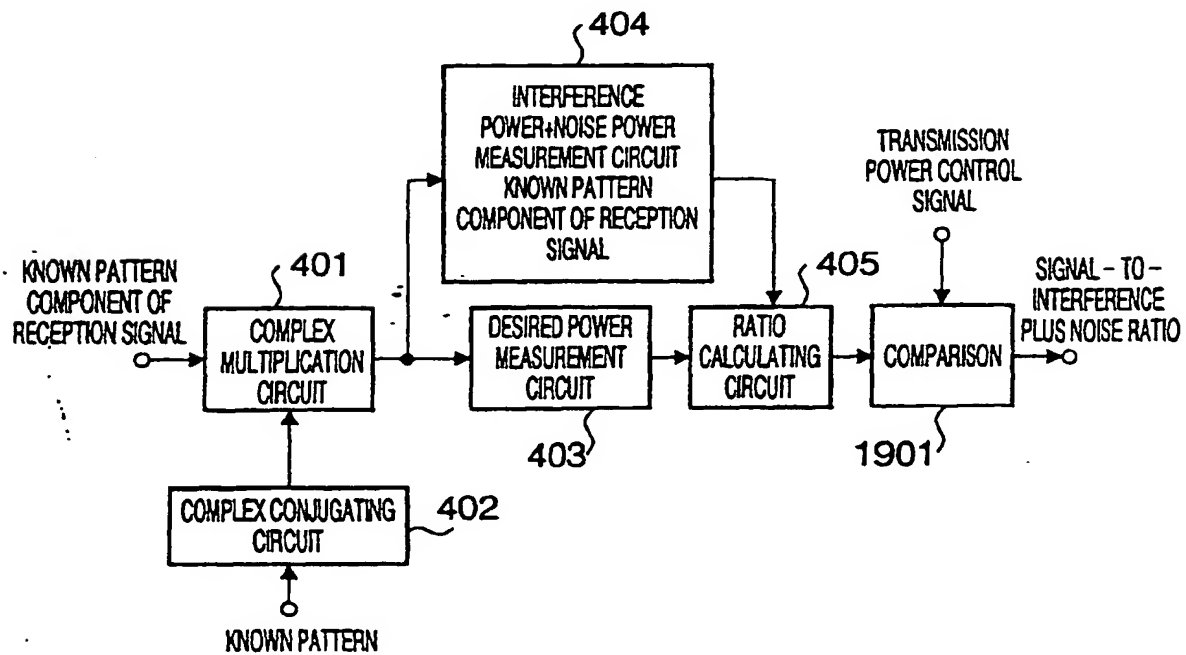 404
INTERFERENCE
POWER+NOISE POWER
MEASUREMENT CIRCUIT
KNOWN PATTERN
COMPONENT OF RECEPTION
SIGNAL
TRANSMISSION
POWER CONTROL
SIGNAL
KNOWN PATTERN
COMPONENT OF
RECEPTION SIGNAL
401
COMPLEX
MULTIPLICATION
CIRCUIT
DESIRED POWER
MEASUREMENT
CIRCUIT
403
405
RATIO
CALCULATING
CIRCUIT
COMPARISON
1901
SIGNAL-TO-
INTERFERENCE
PLUS NOISE RATIO
COMPLEX CONJUGATING
CIRCUIT
402
KNOWN PATTERN